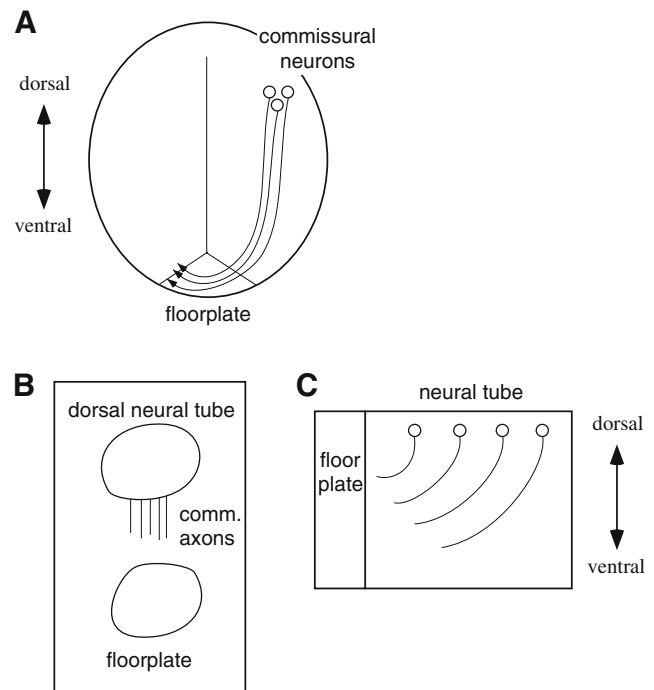 A
commissural
neurons
dorsal
ventral
floorplate
B
dorsal neural tube
comm.
axons
floorplate
C
neural tube
floor
plate
dorsal
ventral